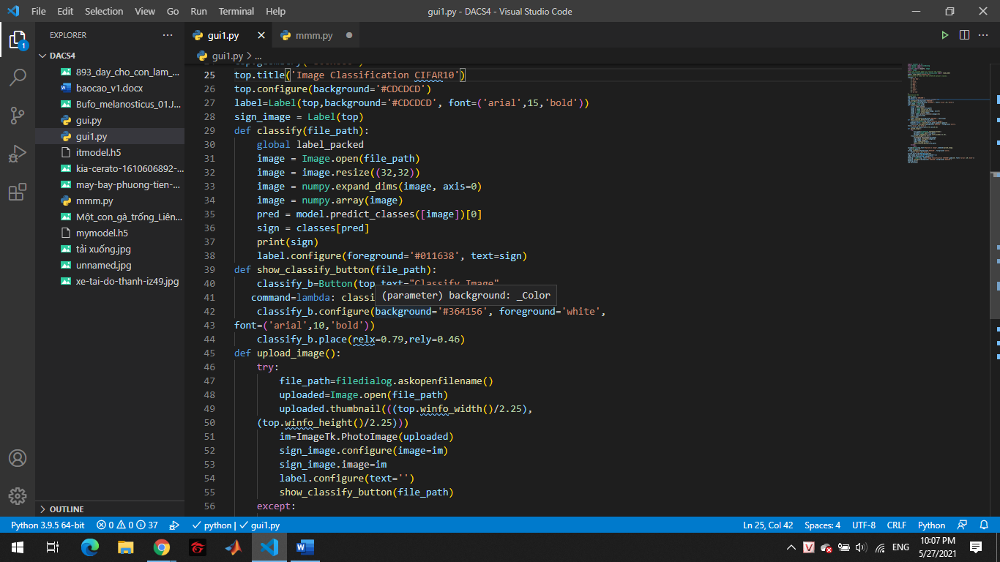 File Edit Selection View Go Run Terminal Help
gui1.py - DACS4 - Visual Studio Code
EXPLORER
gui1.py
mmm.py
DACS4
gui1.py > ...
893_day_cho_con_lam_...
baocao_v1.docx
Bufo_melanosticus_01.J...
gui.py
gui1.py
itmodel.h5
kia-cerato-1610606892-...
may-bay-phuong-tien-...
mmm.py
Một_con_gà_trống_Liên...
mymodel.h5
tải xuống.jpg
unnamed.jpg
xe-tai-do-thanh-iz49.jpg
OUTLINE
25 top.title('Image Classification CIFAR10')
26 top.configure(background='#CDCDCD')
27 label=Label(top,background='#CDCDCD', font=('arial',15,'bold'))
28 sign_image = Label(top)
29 def classify(file_path):
30 global label_packed
31 image = Image.open(file_path)
32 image = image.resize((32,32))
33 image = numpy.expand_dims(image, axis=0)
34 image = numpy.array(image)
35 pred = model.predict_classes([image])[0]
36 sign = classes[pred]
37 print(sign)
38 label.configure(foreground='#011638', text=sign)
39 def show_classify_button(file_path):
40 classify_b=Button(top,text="Classify Image",
41 command=lambda: classi
(parameter) background: _Color
42 classify_b.configure(background='#364156', foreground='white',
43 font=('arial',10,'bold'))
44 classify_b.place(relx=0.79,rely=0.46)
45 def upload_image():
46 try:
47 file_path=filedialog.askopenfilename()
48 uploaded=Image.open(file_path)
49 uploaded.thumbnail(((top.winfo_width()/2.25),
50 (top.winfo_height()/2.25)))
51 im=ImageTk.PhotoImage(uploaded)
52 sign_image.configure(image=im)
53 sign_image.image=im
54 label.configure(text='')
55 show_classify_button(file_path)
56 except:
Python 3.9.5 64-bit 0 0 37 python | gui1.py
Ln 25, Col 42 Spaces: 4 UTF-8 CRLF Python
ENG
10:07 PM
5/27/2021